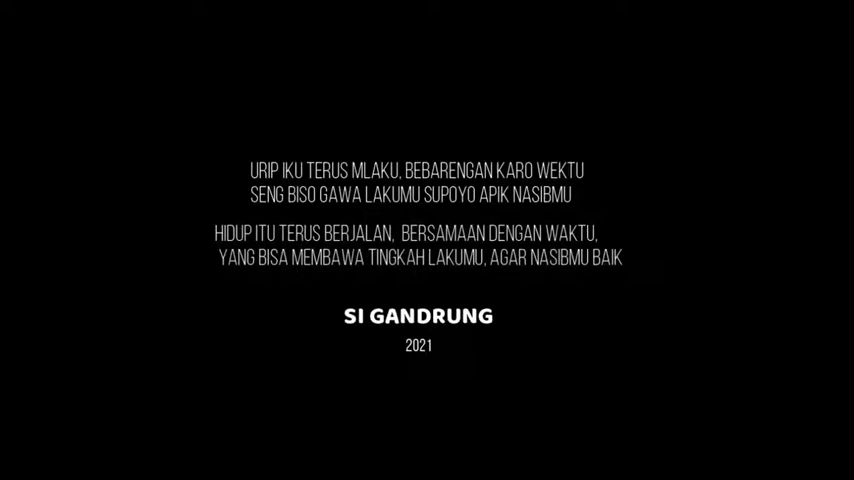 URIP IKU TERUS MLAKU, BEBARENGAN KARO WEKTU
SENG BISO GAWA LAKUMU SUPOYO APIK NASIBMU
HIDUP ITU TERUS BERJALAN, BERSAMAAN DENGAN WAKTU,
YANG BISA MEMBAWA TINGKAH LAKUMU, AGAR NASIBMU BAIK
SI GANDRUNG
2021